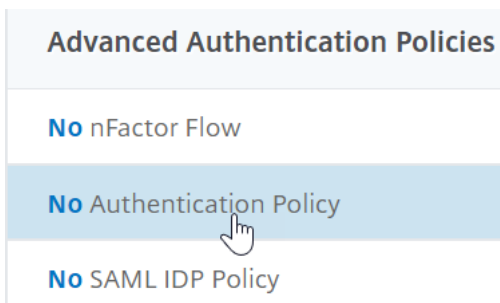 Advanced Authentication Policies
No nFactor Flow
No Authentication Policy
No SAML IDP Policy